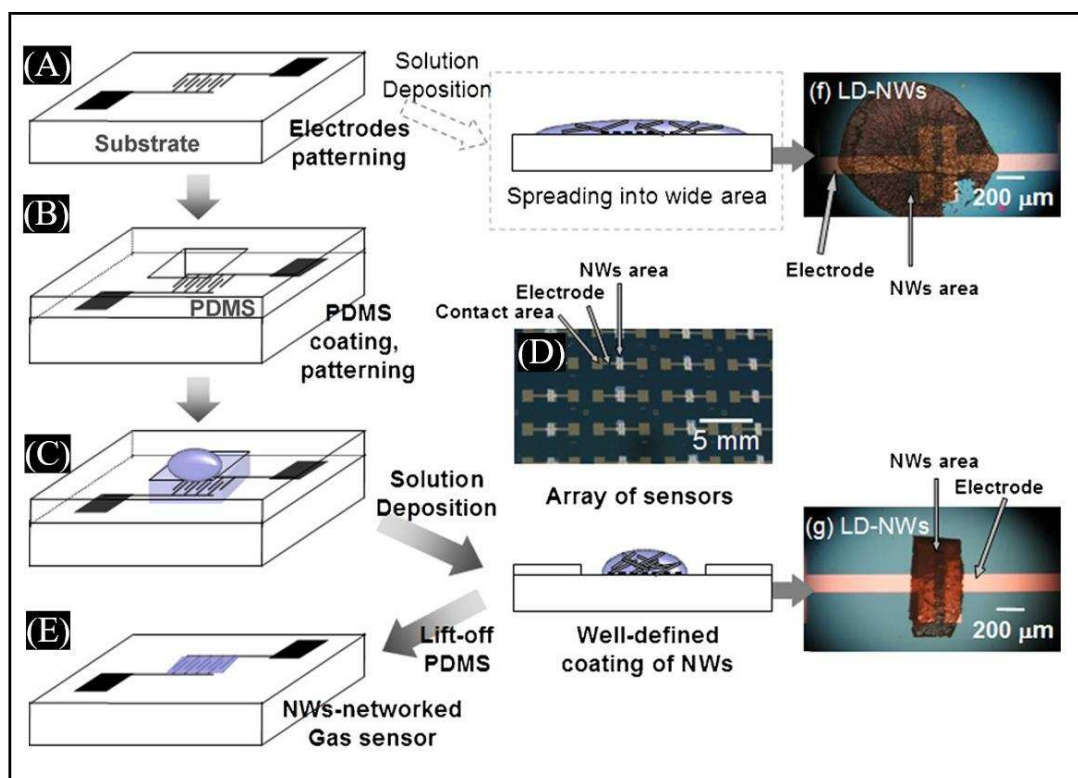 (A)
Substrate
Electrodes
patterning
Solution
Deposition
Spreading into wide area
(f) LD-NWs
200 μm
Electrode
NWs area
(B)
PDMS
PDMS
coating,
patterning
NWs area
Electrode
Contact area
(D)
5 mm
Array of sensors
(C)
Solution
Deposition
Well-defined
coating of NWs
NWs area
Electrode
(g) LD-NWs
200 μm
(E)
Lift-off
PDMS
NWs-networked
Gas sensor